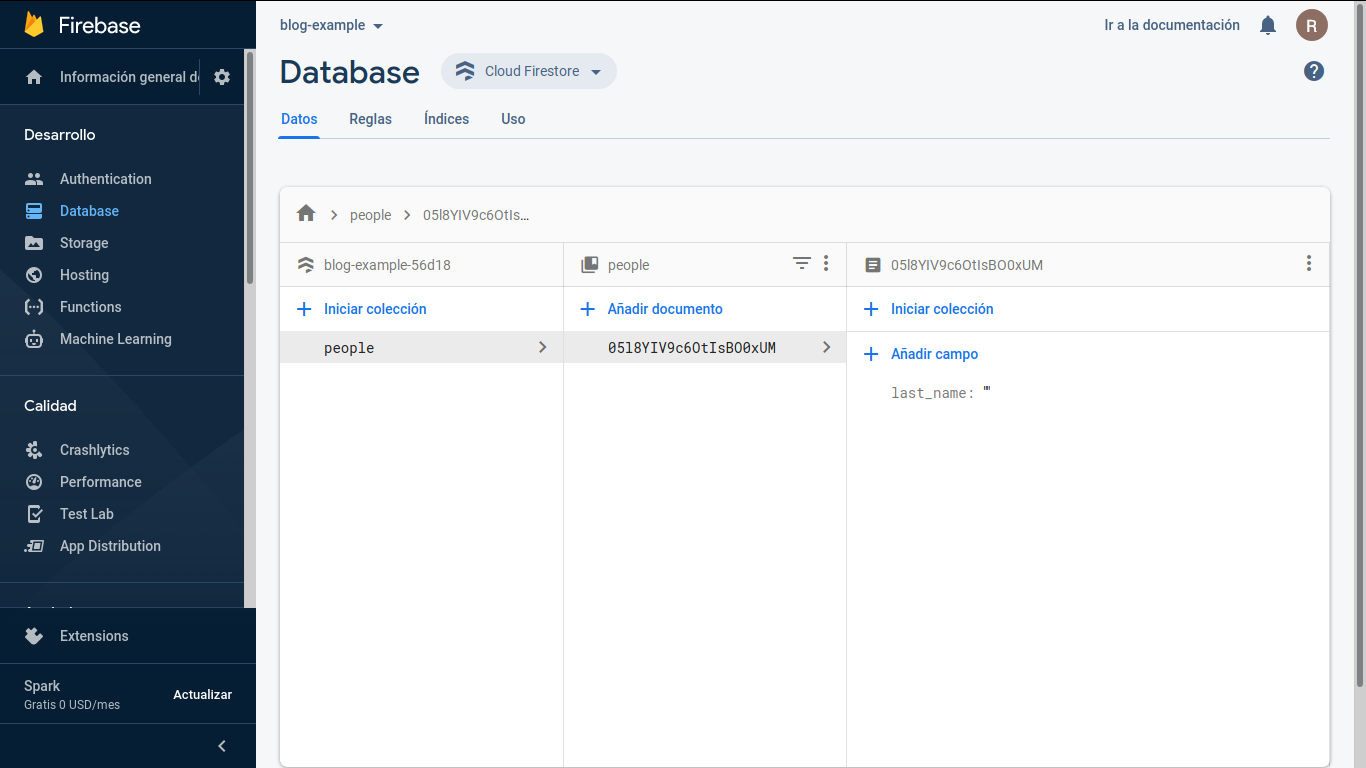 Firebase
Información general d
Desarrollo
Authentication
Database
Storage
Hosting
Functions
Machine Learning
Calidad
Crashlytics
Performance
Test Lab
App Distribution
Extensions
Spark
Gratis 0 USD/mes
Actualizar
blog-example
Ir a la documentación
R
Database
Cloud Firestore
?
Datos
Reglas
Índices
Uso
people
05l8YIV9c6OtIs...
blog-example-56d18
Iniciar colección
people
people
Añadir documento
05l8YIV9c6OtIsBO0xUM
05l8YIV9c6OtIsBO0xUM
Iniciar colección
Añadir campo
last_name: ""